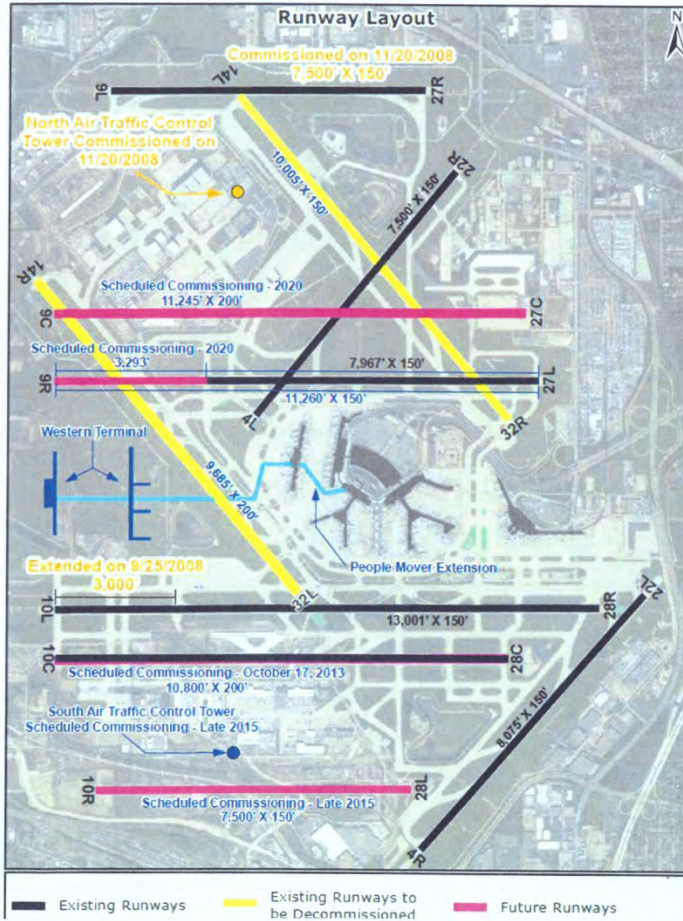 Runway Layout
N
Commissioned on 11/20/2008
7,500' X 150'
9L
14L
27R
North Air Traffic Control
Tower Commissioned on
11/20/2008
10,005' X 150'
22R
7,500' X 150'
14R
Scheduled Commissioning - 2020
11,245' X 200'
9C
27C
Scheduled Commissioning - 2020
3,293'
7,967' X 150'
9R
27L
11,260' X 150'
4L
32R
Western Terminal
9,685' X 200'
People Mover Extension
Extended on 9/25/2008
3,000
32L
22L
10L
28R
13,001' X 150'
10C
28C
Scheduled Commissioning - October 17, 2013
10,800' X 200'
South Air Traffic Control Tower
Scheduled Commissioning - Late 2015
8,075' X 150'
10R
28L
Scheduled Commissioning - Late 2015
7,500' X 150'
4R
Existing Runways
Existing Runways to
be Decommissioned
Future Runways